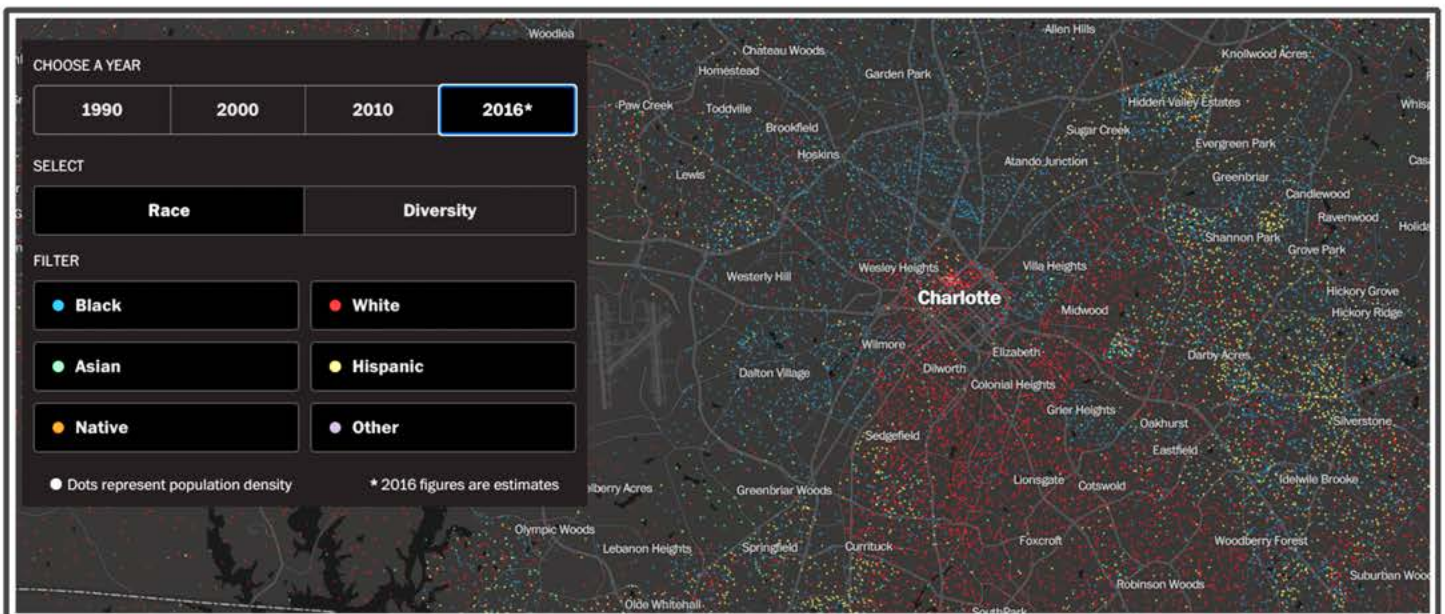 CHOOSE A YEAR
1990 2000 2010 2016*
SELECT
Race Diversity
FILTER
Black White
Asian Hispanic
Native Other
Dots represent population density * 2016 figures are estimates
Woodlea
Allen Hills
Chateau Woods
Knollwood Acres
Homestead
Garden Park
Paw Creek
Toddville
Hidden Valley Estates
Brookfield
Sugar Creek
Evergreen Park
Hoskins
Atando Junction
Lewis
Greenbriar
Candlewood
Ravenwood
Shannon Park
Grove Park
Westerly Hill
Wesley Heights
Villa Heights
Charlotte
Midwood
Hickory Grove
Hickory Ridge
Wilmore
Elizabeth
Darby Acres
Dalton Village
Dilworth
Colonial Heights
Grier Heights
Oakhurst
Silverstone
Sedgefield
Eastfield
Lionsgate
Cotswold
Idelwile Brooke
elberry Acres
Greenbriar Woods
Olympic Woods
Lebanon Heights
Springfield
Currituck
Foxcroft
Woodberry Forest
Robinson Woods
Suburban Wooc
Olde Whitehall
SouthPark